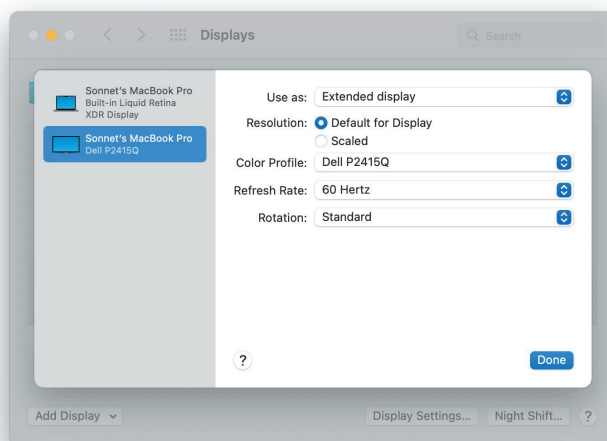 Displays
Search
Sonnet's MacBook Pro
Built-in Liquid Retina
XDR Display
Sonnet's MacBook Pro
Dell P2415Q
Use as: Extended display
Resolution: Default for Display
Scaled
Color Profile: Dell P2415Q
Refresh Rate: 60 Hertz
Rotation: Standard
? Done
Add Display Display Settings... Night Shift... ?